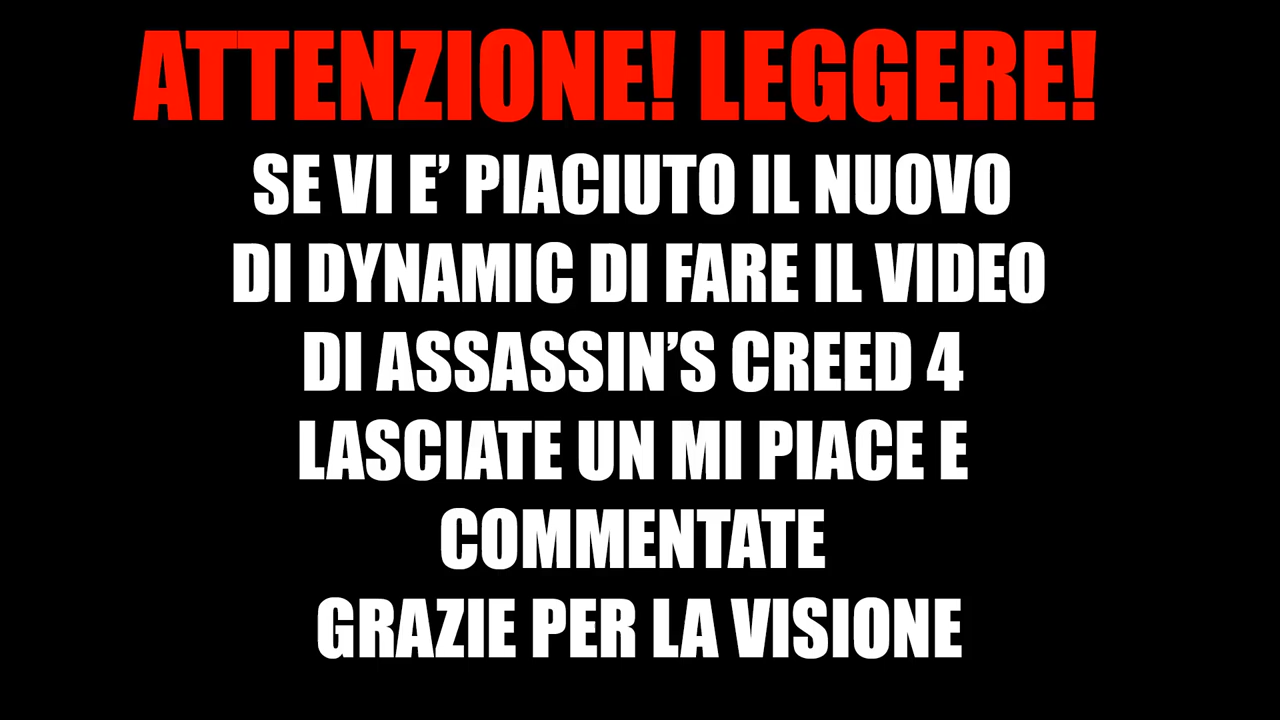 ATTENZIONE! LEGGERE!
SE VI E’ PIACIUTO IL NUOVO
DI DYNAMIC DI FARE IL VIDEO
DI ASSASSIN’S CREED 4
LASCIATE UN MI PIACE E
COMMENTATE
GRAZIE PER LA VISIONE